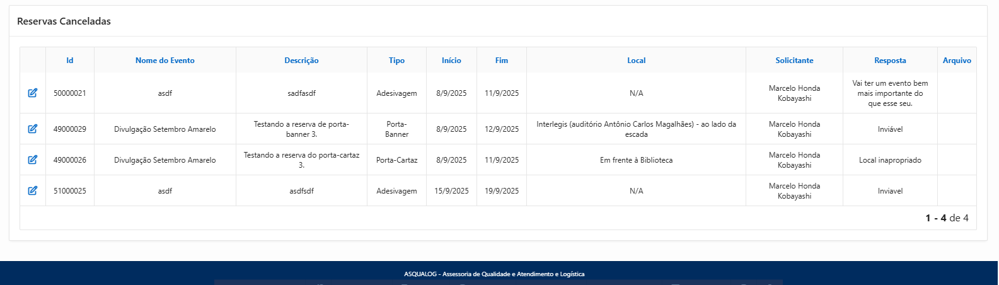 Reservas Canceladas
Id Nome do Evento Descrição Tipo Início Fim Local Solicitante Resposta Arquivo
50000021 asdf sadfasdf Adesivagem 8/9/2025 11/9/2025 N/A Marcelo Honda Kobayashi Vai ter um evento bem mais importante do que esse seu.
49000029 Divulgação Setembro Amarelo Testando a reserva de porta-banner 3. Porta-Banner 8/9/2025 12/9/2025 Interlegis (auditório Antônio Carlos Magalhães) - ao lado da escada Marcelo Honda Kobayashi Inviável
49000026 Divulgação Setembro Amarelo Testando a reserva do porta-cartaz 3. Porta-Cartaz 8/9/2025 11/9/2025 Em frente à Biblioteca Marcelo Honda Kobayashi Local inapropriado
51000025 asdf asdfsdf Adesivagem 15/9/2025 19/9/2025 N/A Marcelo Honda Kobayashi Inviavel
1 - 4 de 4
ASQUALOG - Assessoria de Qualidade e Atendimento e Logística